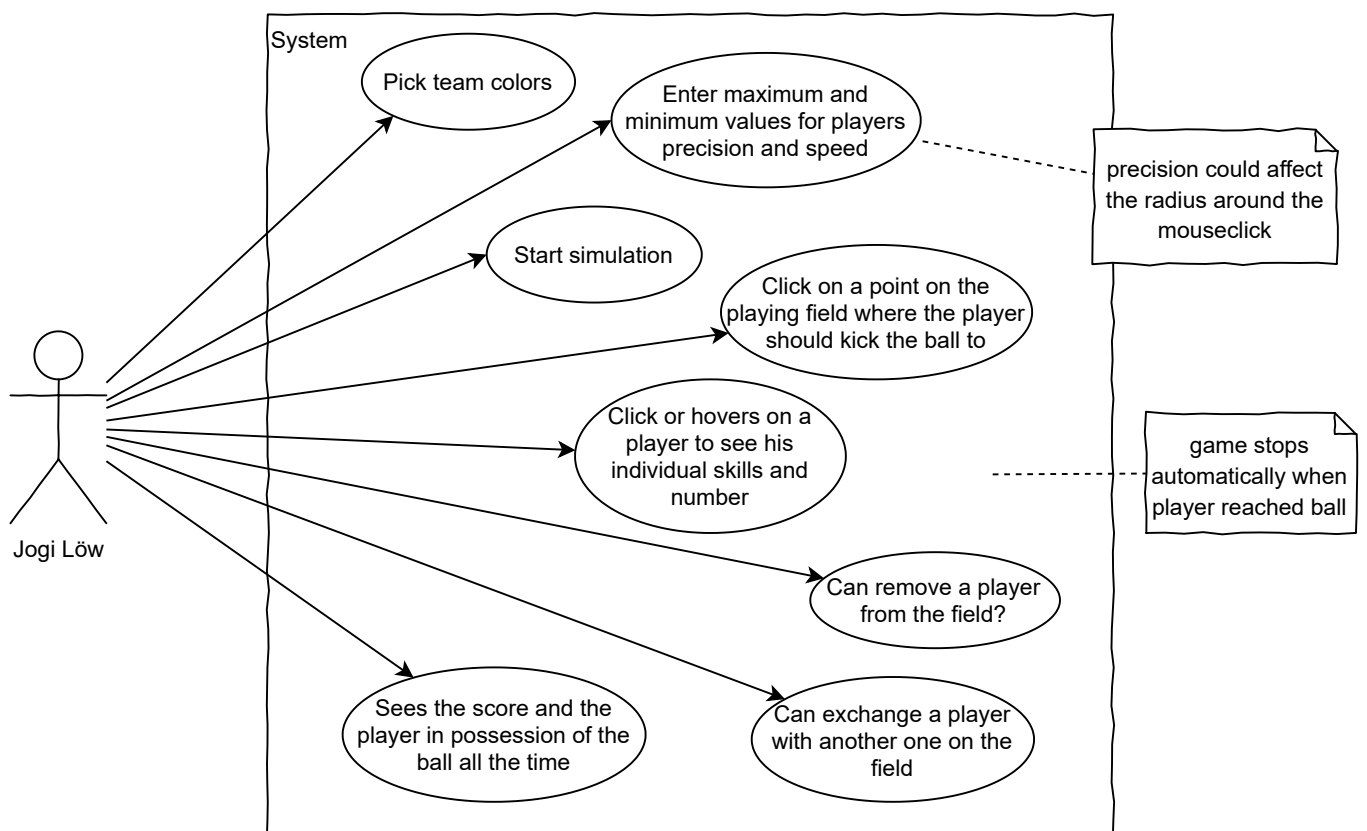 System
Pick team colors
Enter maximum and
minimum values for players
precision and speed
precision could affect
the radius around the
mouseclick
Start simulation
Click on a point on the
playing field where the player
should kick the ball to
Click or hovers on a
player to see his
individual skills and
number
game stops
automatically when
player reached ball
Jogi Löw
Can remove a player
from the field?
Sees the score and the
player in possession of the
ball all the time
Can exchange a player
with another one on the
field